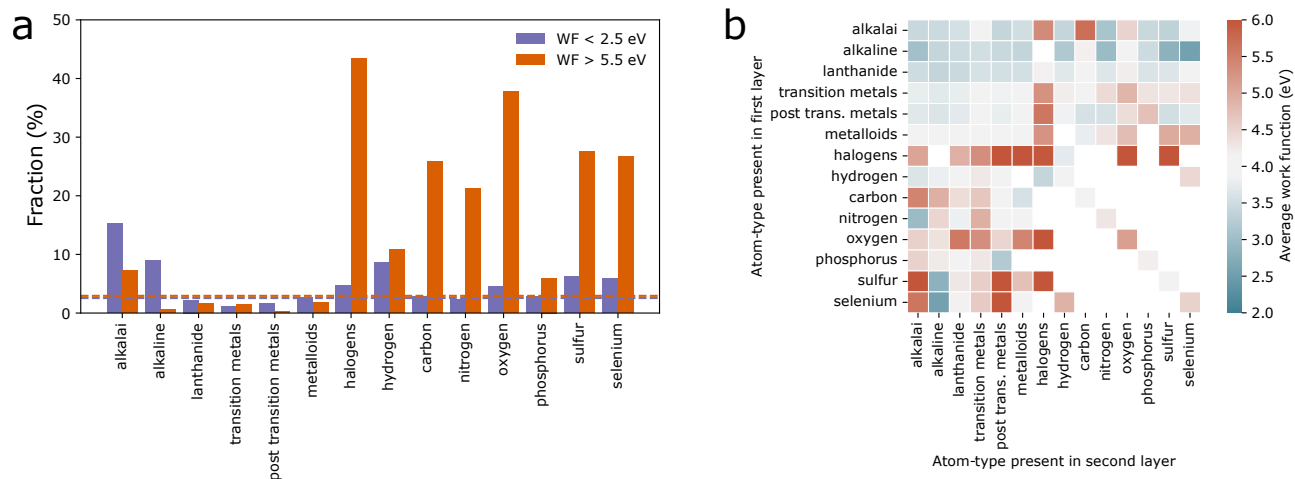 a
50
40
30
20
10
0
Fraction (%)
WF < 2.5 eV
WF > 5.5 eV
alkalai
alkaline
lanthanide
transition metals
post transition metals
metalloids
halogens
hydrogen
carbon
nitrogen
oxygen
phosphorus
sulfur
selenium
b
Atom-type present in first layer
alkalai
alkaline
lanthanide
transition metals
post trans. metals
metalloids
halogens
hydrogen
carbon
nitrogen
oxygen
phosphorus
sulfur
selenium
alkalai
alkaline
lanthanide
transition metals
post trans. metals
metalloids
halogens
hydrogen
carbon
nitrogen
oxygen
phosphorus
sulfur
selenium
Atom-type present in second layer
6.0
5.5
5.0
4.5
4.0
3.5
3.0
2.5
2.0
Average work function (eV)